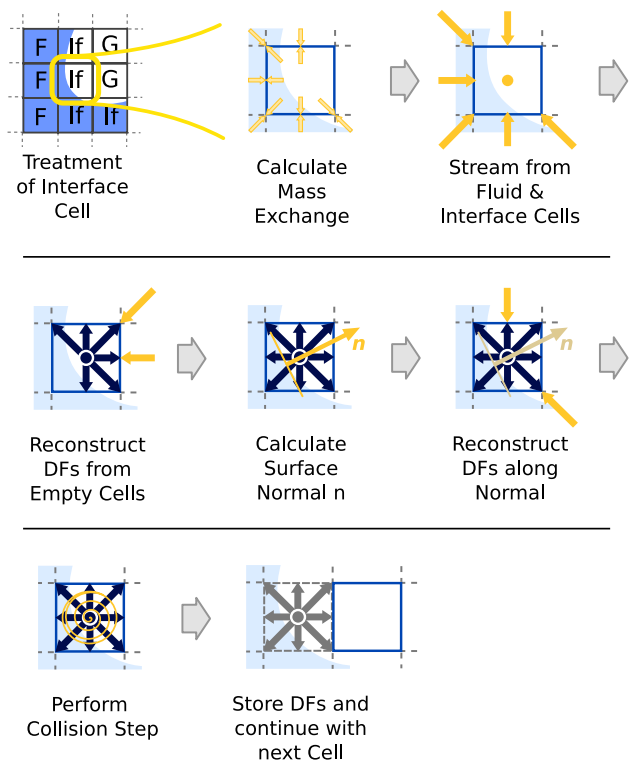 F If G
F If G
F If If
Treatment
of Interface
Cell
Calculate
Mass
Exchange
Stream from
Fluid &
Interface Cells
Reconstruct
DFs from
Empty Cells
n
Calculate
Surface
Normal n
n
Reconstruct
DFs along
Normal
Perform
Collision Step
Store DFs and
continue with
next Cell